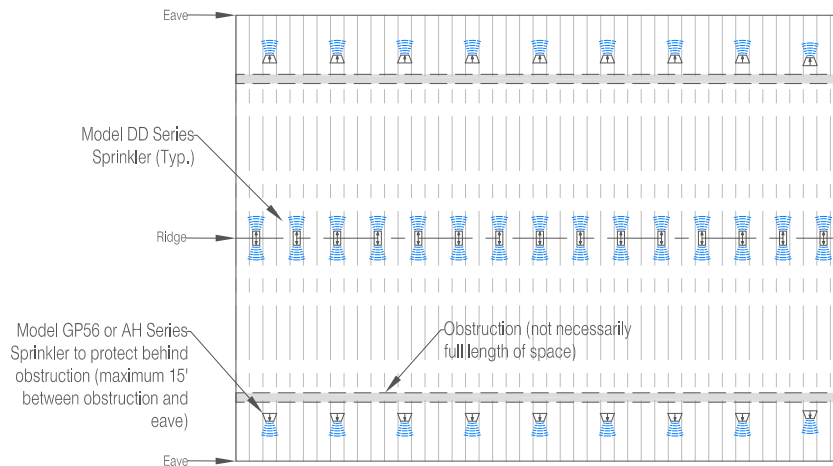 Eave
Model DD Series
Sprinkler (Typ.)
Ridge
Model GP56 or AH Series
Sprinkler to protect behind
obstruction (maximum 15'
between obstruction and
eave)
Obstruction (not necessarily
full length of space)
Eave